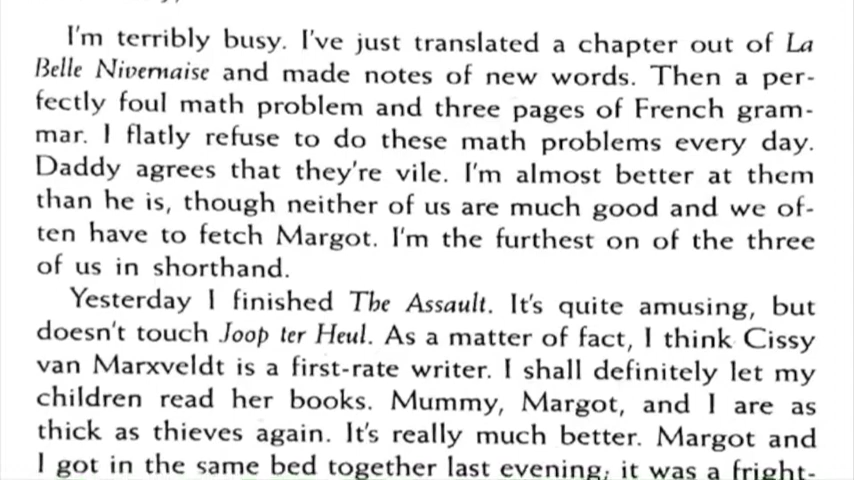 I'm terribly busy. I've just translated a chapter out of La
Belle Nivernaise and made notes of new words. Then a per-
fectly foul math problem and three pages of French gram-
mar. I flatly refuse to do these math problems every day.
Daddy agrees that they're vile. I'm almost better at them
than he is, though neither of us are much good and we of-
ten have to fetch Margot. I'm the furthest on of the three
of us in shorthand.
Yesterday I finished The Assault. It's quite amusing, but
doesn't touch Joop ter Heul. As a matter of fact, I think Cissy
van Marxveldt is a first-rate writer. I shall definitely let my
children read her books. Mummy, Margot, and I are as
thick as thieves again. It's really much better. Margot and
I got in the same bed together last evening; it was a fright-